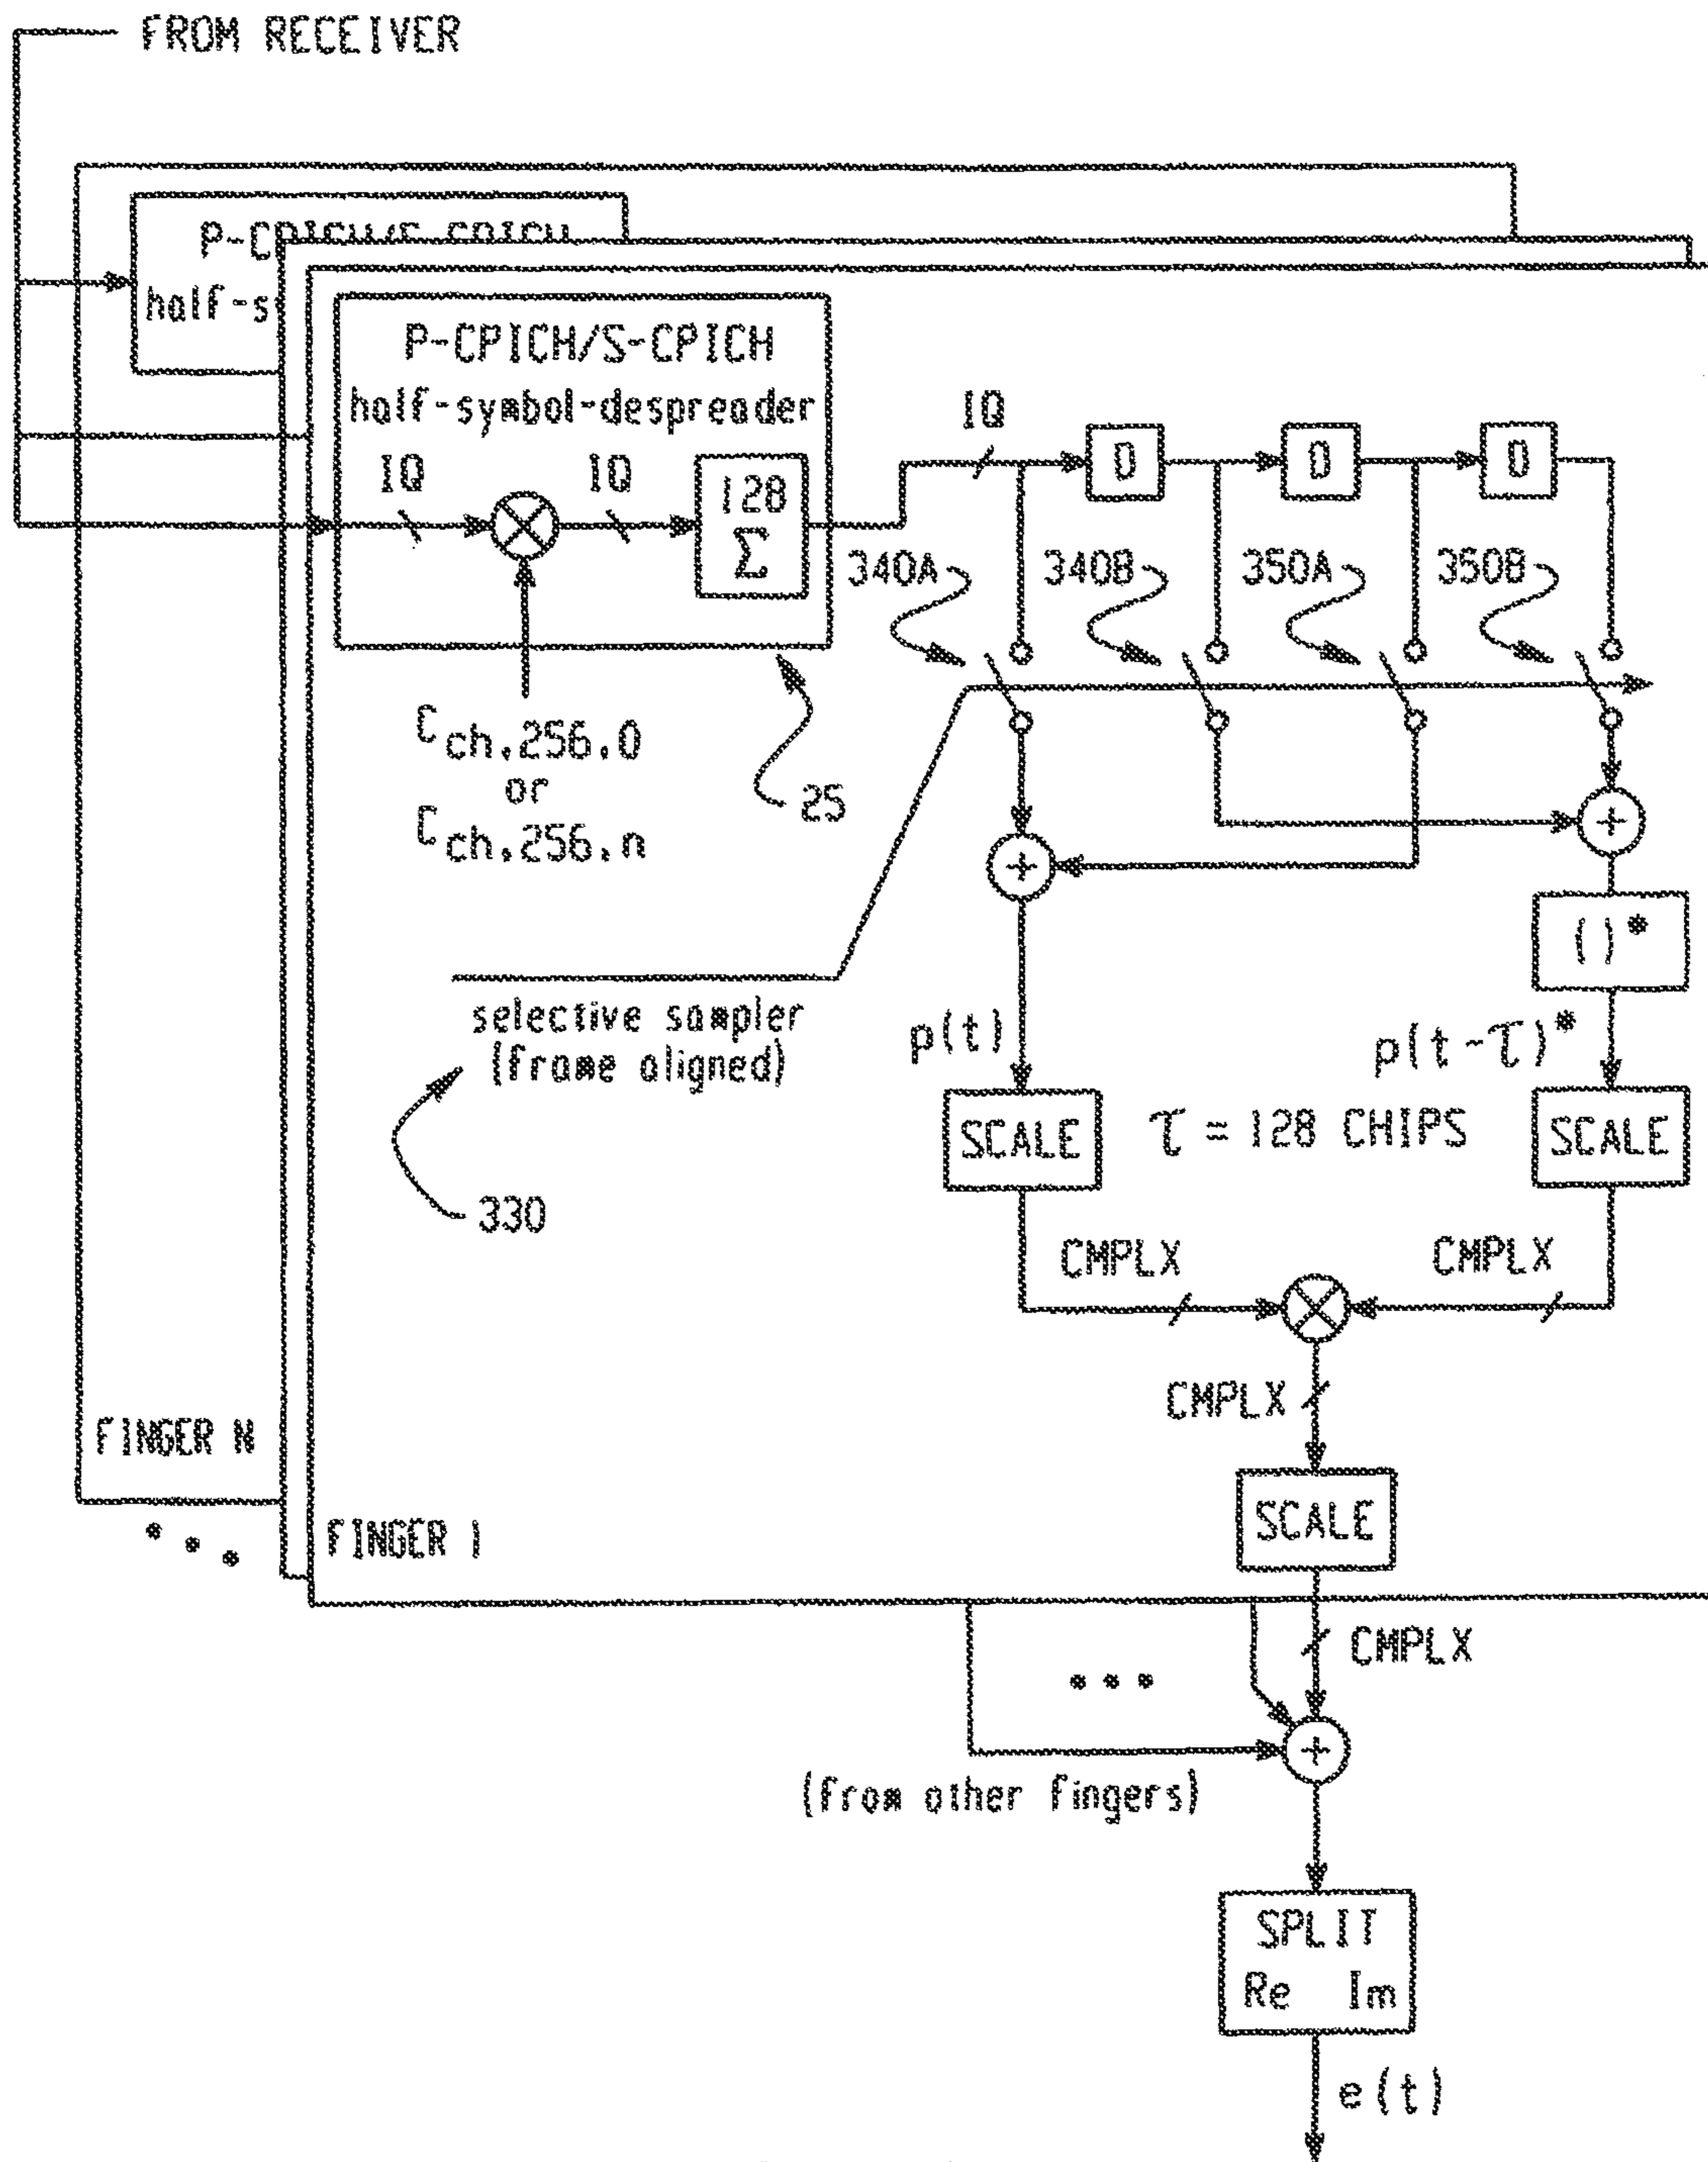 FROM RECEIVER
P-C
half-s
P-CPICH/S-CPICH
half-symbol-despreader
IQ
IQ
128
Σ
IQ
D
D
D
340A
340B
350A
350B
C ch,256,0
or
C ch,256,n
25
selective sampler
(frame aligned)
330
+
+
( )*
p(t)
p(t-τ)*
SCALE
τ = 128 CHIPS
SCALE
CMPLX
CMPLX
CMPLX
FINGER N
SCALE
FINGER 1
CMPLX
+
(from other fingers)
SPLIT
Re Im
e(t)